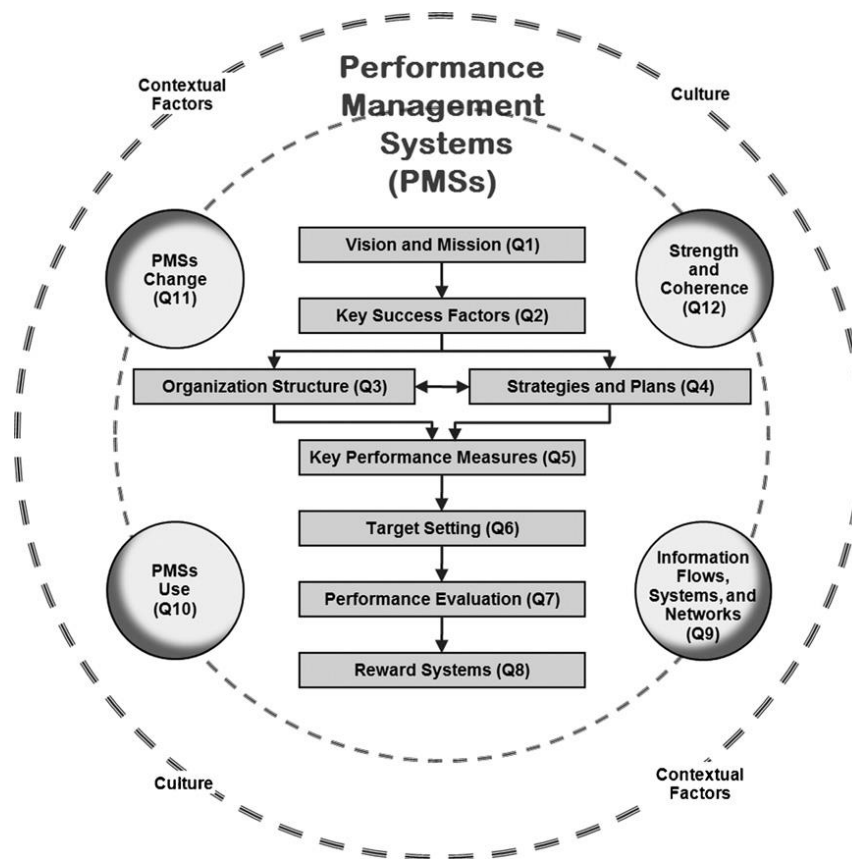 Performance
Management
Systems
(PMSs)
Contextual
Factors
Culture
PMSs
Change
(Q11)
Vision and Mission (Q1)
Strength
and
Coherence
(Q12)
Key Success Factors (Q2)
Organization Structure (Q3)
Strategies and Plans (Q4)
Key Performance Measures (Q5)
Target Setting (Q6)
PMSs
Use
(Q10)
Performance Evaluation (Q7)
Information
Flows,
Systems, and
Networks
(Q9)
Reward Systems (Q8)
Culture
Contextual
Factors